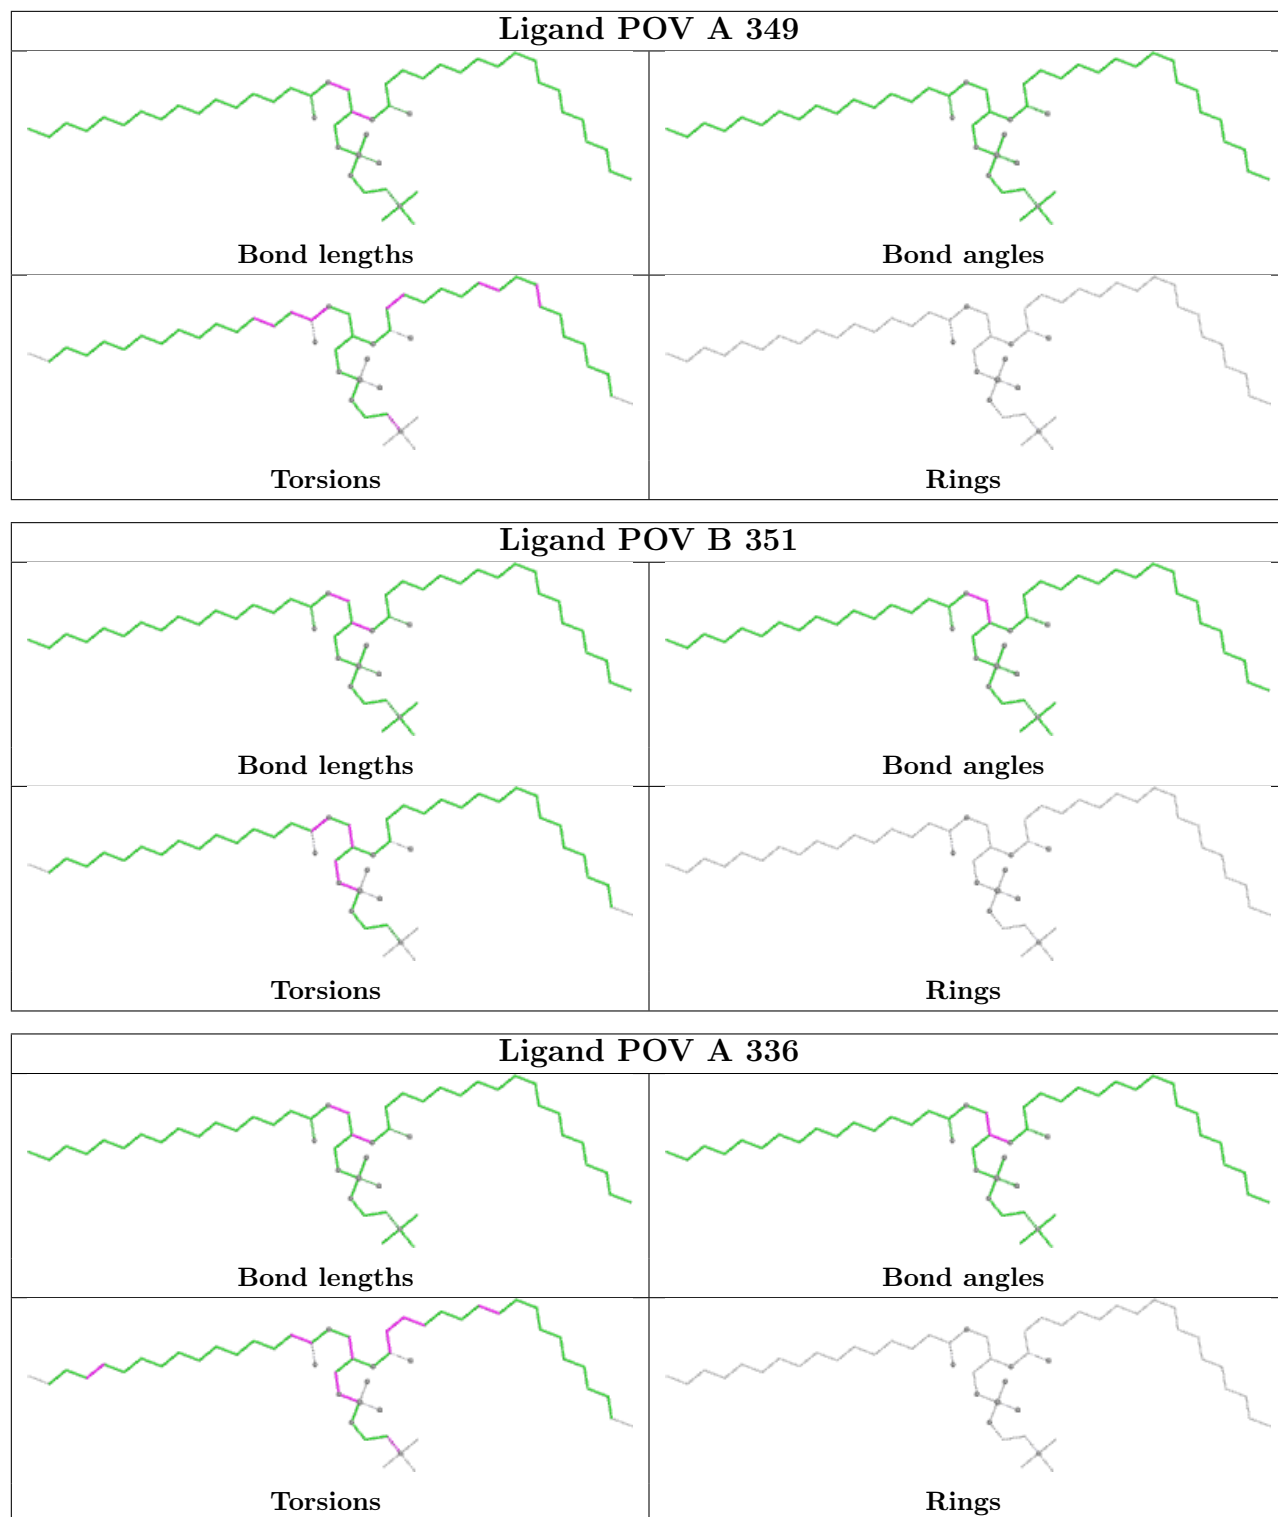 Ligand POV A 349
Bond lengths
Bond angles
Torsions
Rings
Ligand POV B 351
Bond lengths
Bond angles
Torsions
Rings
Ligand POV A 336
Bond lengths
Bond angles
Torsions
Rings